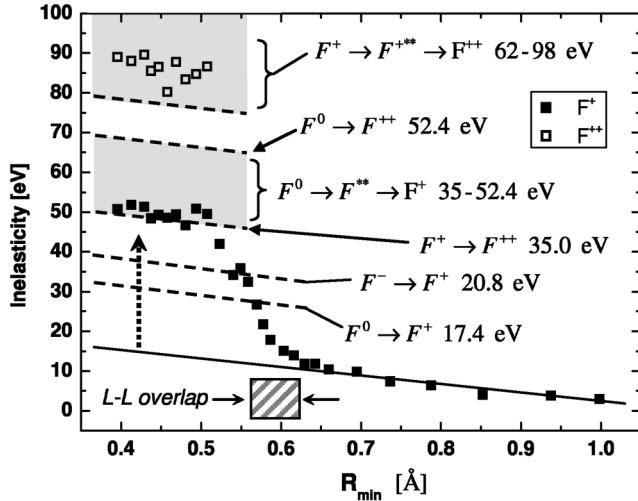 100
90
80
70
60
50
40
30
20
10
0
Inelasticity [eV]
F⁺ → F⁺** → F⁺⁺ 62-98 eV
F⁰ → F⁺⁺ 52.4 eV
F⁰ → F** → F⁺ 35-52.4 eV
F⁺ → F⁺⁺ 35.0 eV
F⁻ → F⁺ 20.8 eV
F⁰ → F⁺ 17.4 eV
F⁺
F⁺⁺
L-L overlap
0.4 0.5 0.6 0.7 0.8 0.9 1.0
R_min [Å]